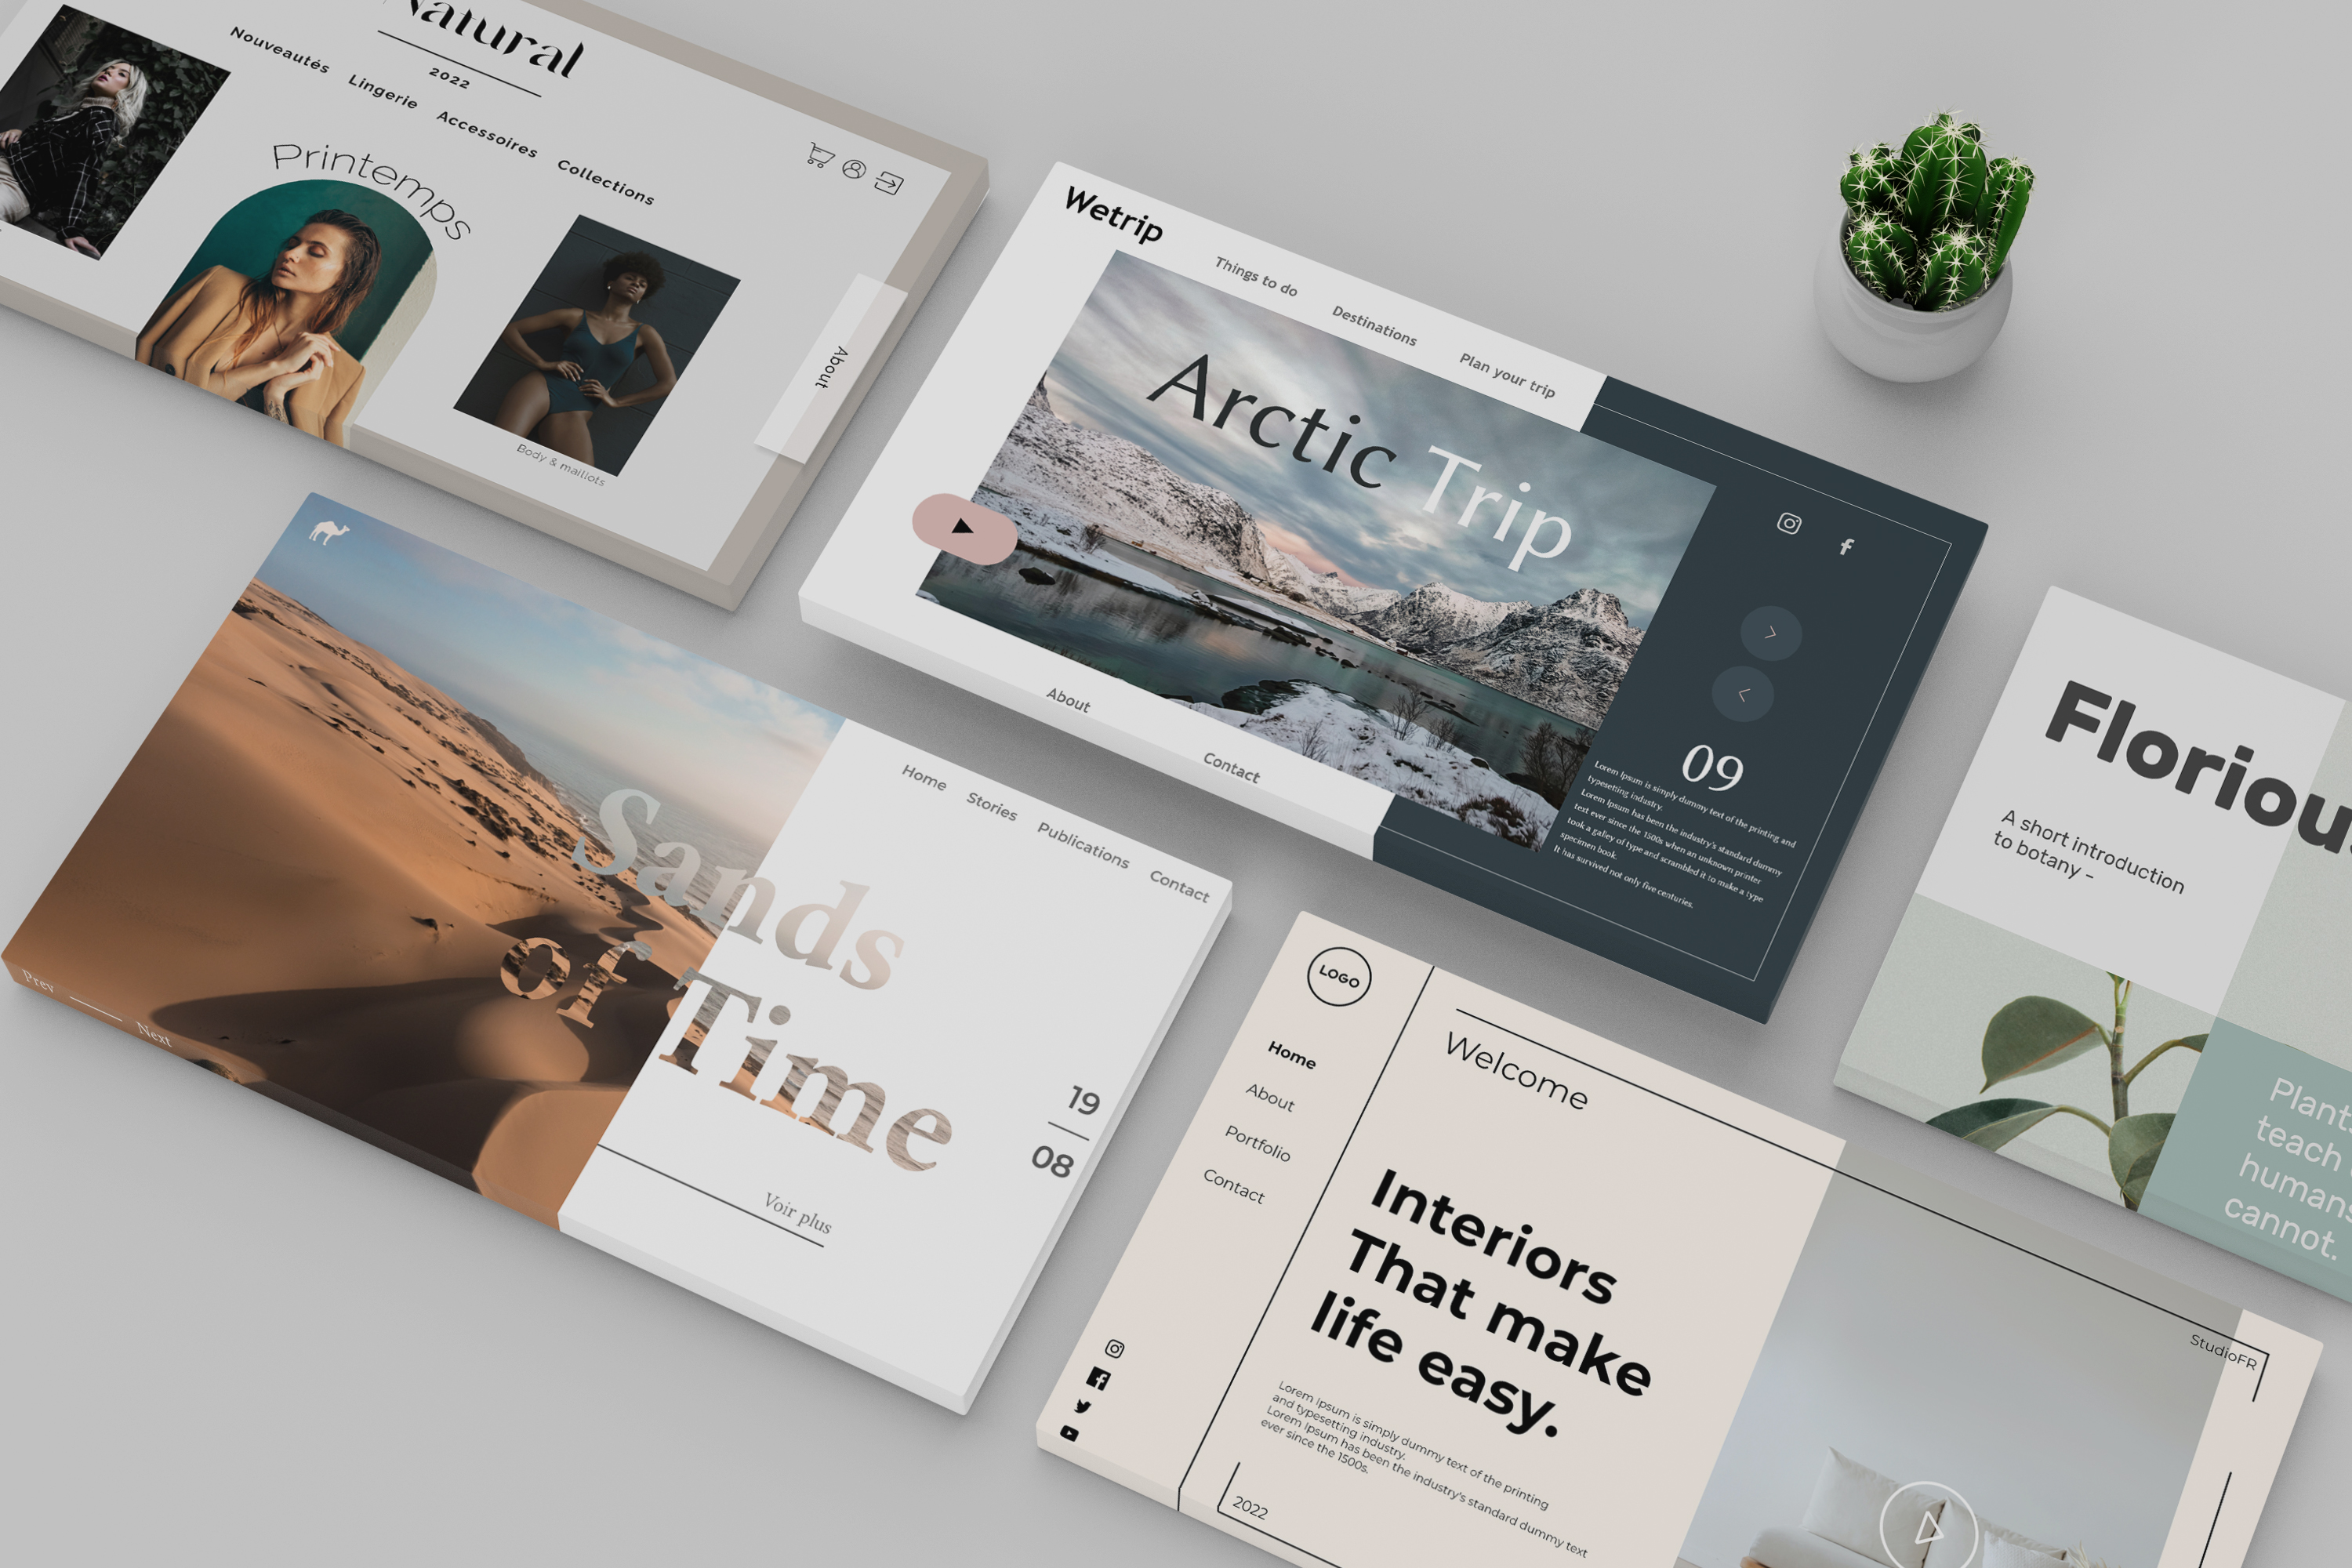 Natural
2022
Nouveautés
Lingerie
Accessoires
Collections
Printemps
Body & maillots
About
Wetrip
Things to do
Destinations
Plan your trip
Arctic Trip
09
Lorem Ipsum is simply dummy text of the printing and
typesetting industry.
Lorem Ipsum has been the industry's standard dummy
text ever since the 1500s when an unknown printer
took a galley of type and scrambled it to make a type
specimen book.
It has survived not only five centuries.
About
Contact
Home
Stories
Publications
Contact
Sands
of Time
19
08
Voir plus
Prev
Next
Floriou
A short introduction
to botany -
Plant
teach
humans
cannot.
LOGO
Home
About
Portfolio
Contact
Welcome
Interiors
That make
life easy.
Lorem Ipsum is simply dummy text of the printing
and typesetting industry.
Lorem Ipsum has been the industry's standard dummy text
ever since the 1500s.
2022
StudioFR